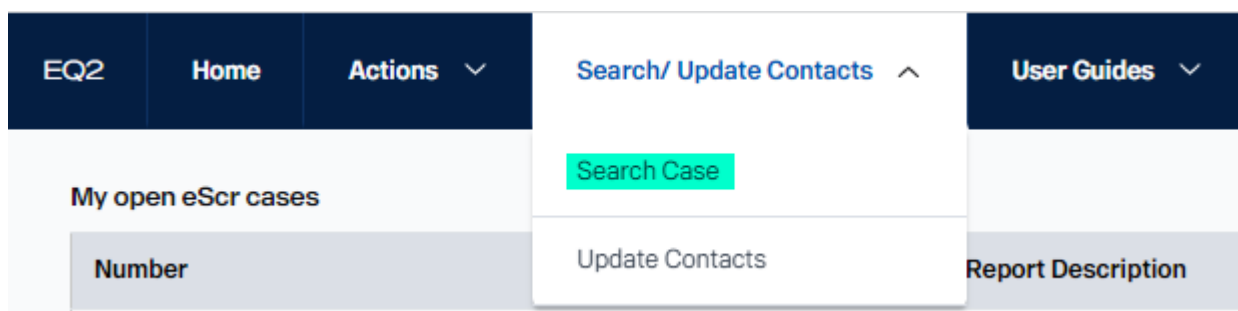 EQ2 Home Actions Search/ Update Contacts User Guides
Search Case
My open eScr cases
Update Contacts
Number Report Description